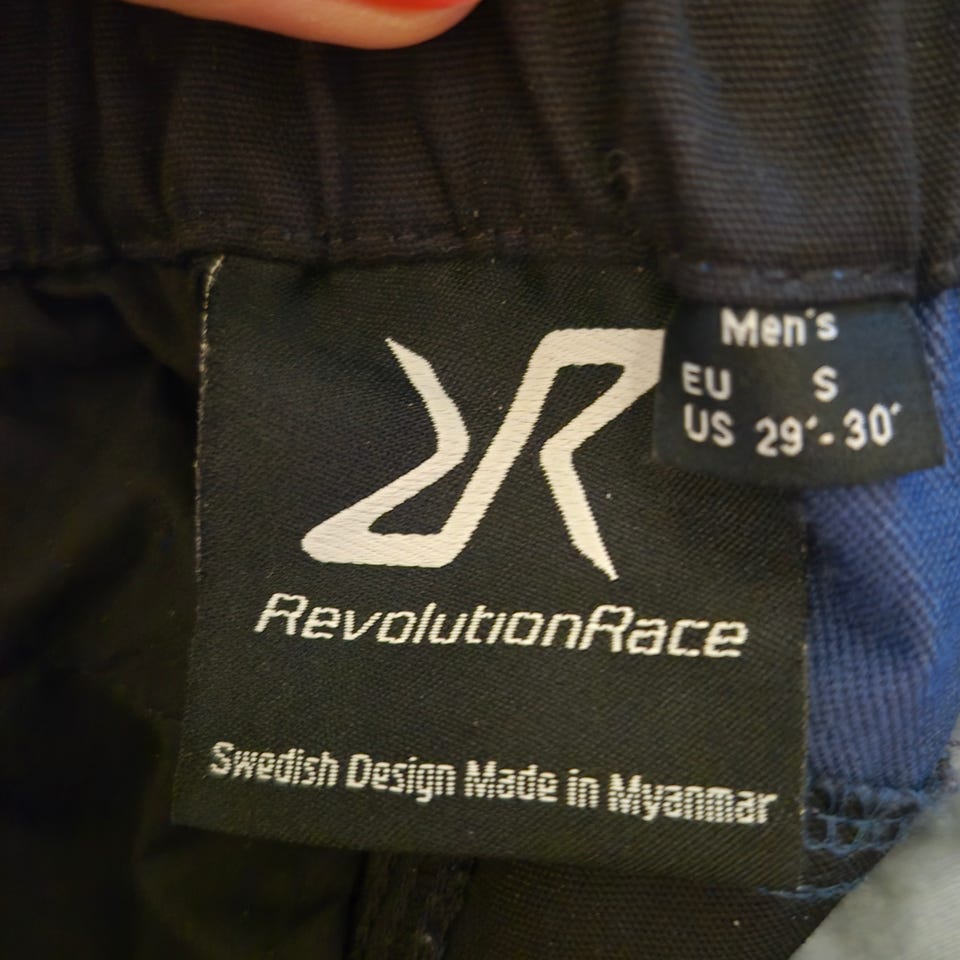 Men's
EU S
US 29'-30'
RevolutionRace
Swedish Design Made in Myanmar